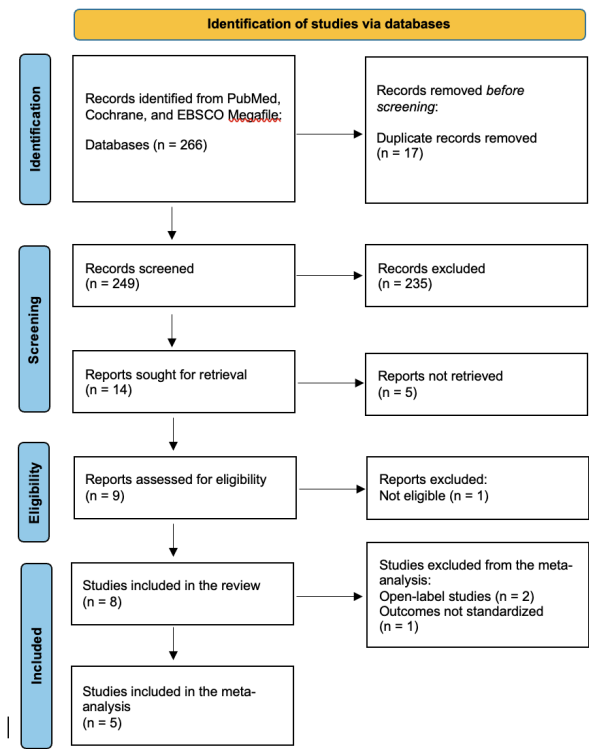 Identification of studies via databases
Identification
Records identified from PubMed,
Cochrane, and EBSCO Megafile:
Databases (n = 266)
Records removed before
screening:
Duplicate records removed
(n = 17)
Screening
Records screened
(n = 249)
Records excluded
(n = 235)
Reports sought for retrieval
(n = 14)
Reports not retrieved
(n = 5)
Eligibility
Reports assessed for eligibility
(n = 9)
Reports excluded:
Not eligible (n = 1)
Included
Studies included in the review
(n = 8)
Studies excluded from the meta-
analysis:
Open-label studies (n = 2)
Outcomes not standardized
(n = 1)
Studies included in the meta-
analysis
(n = 5)